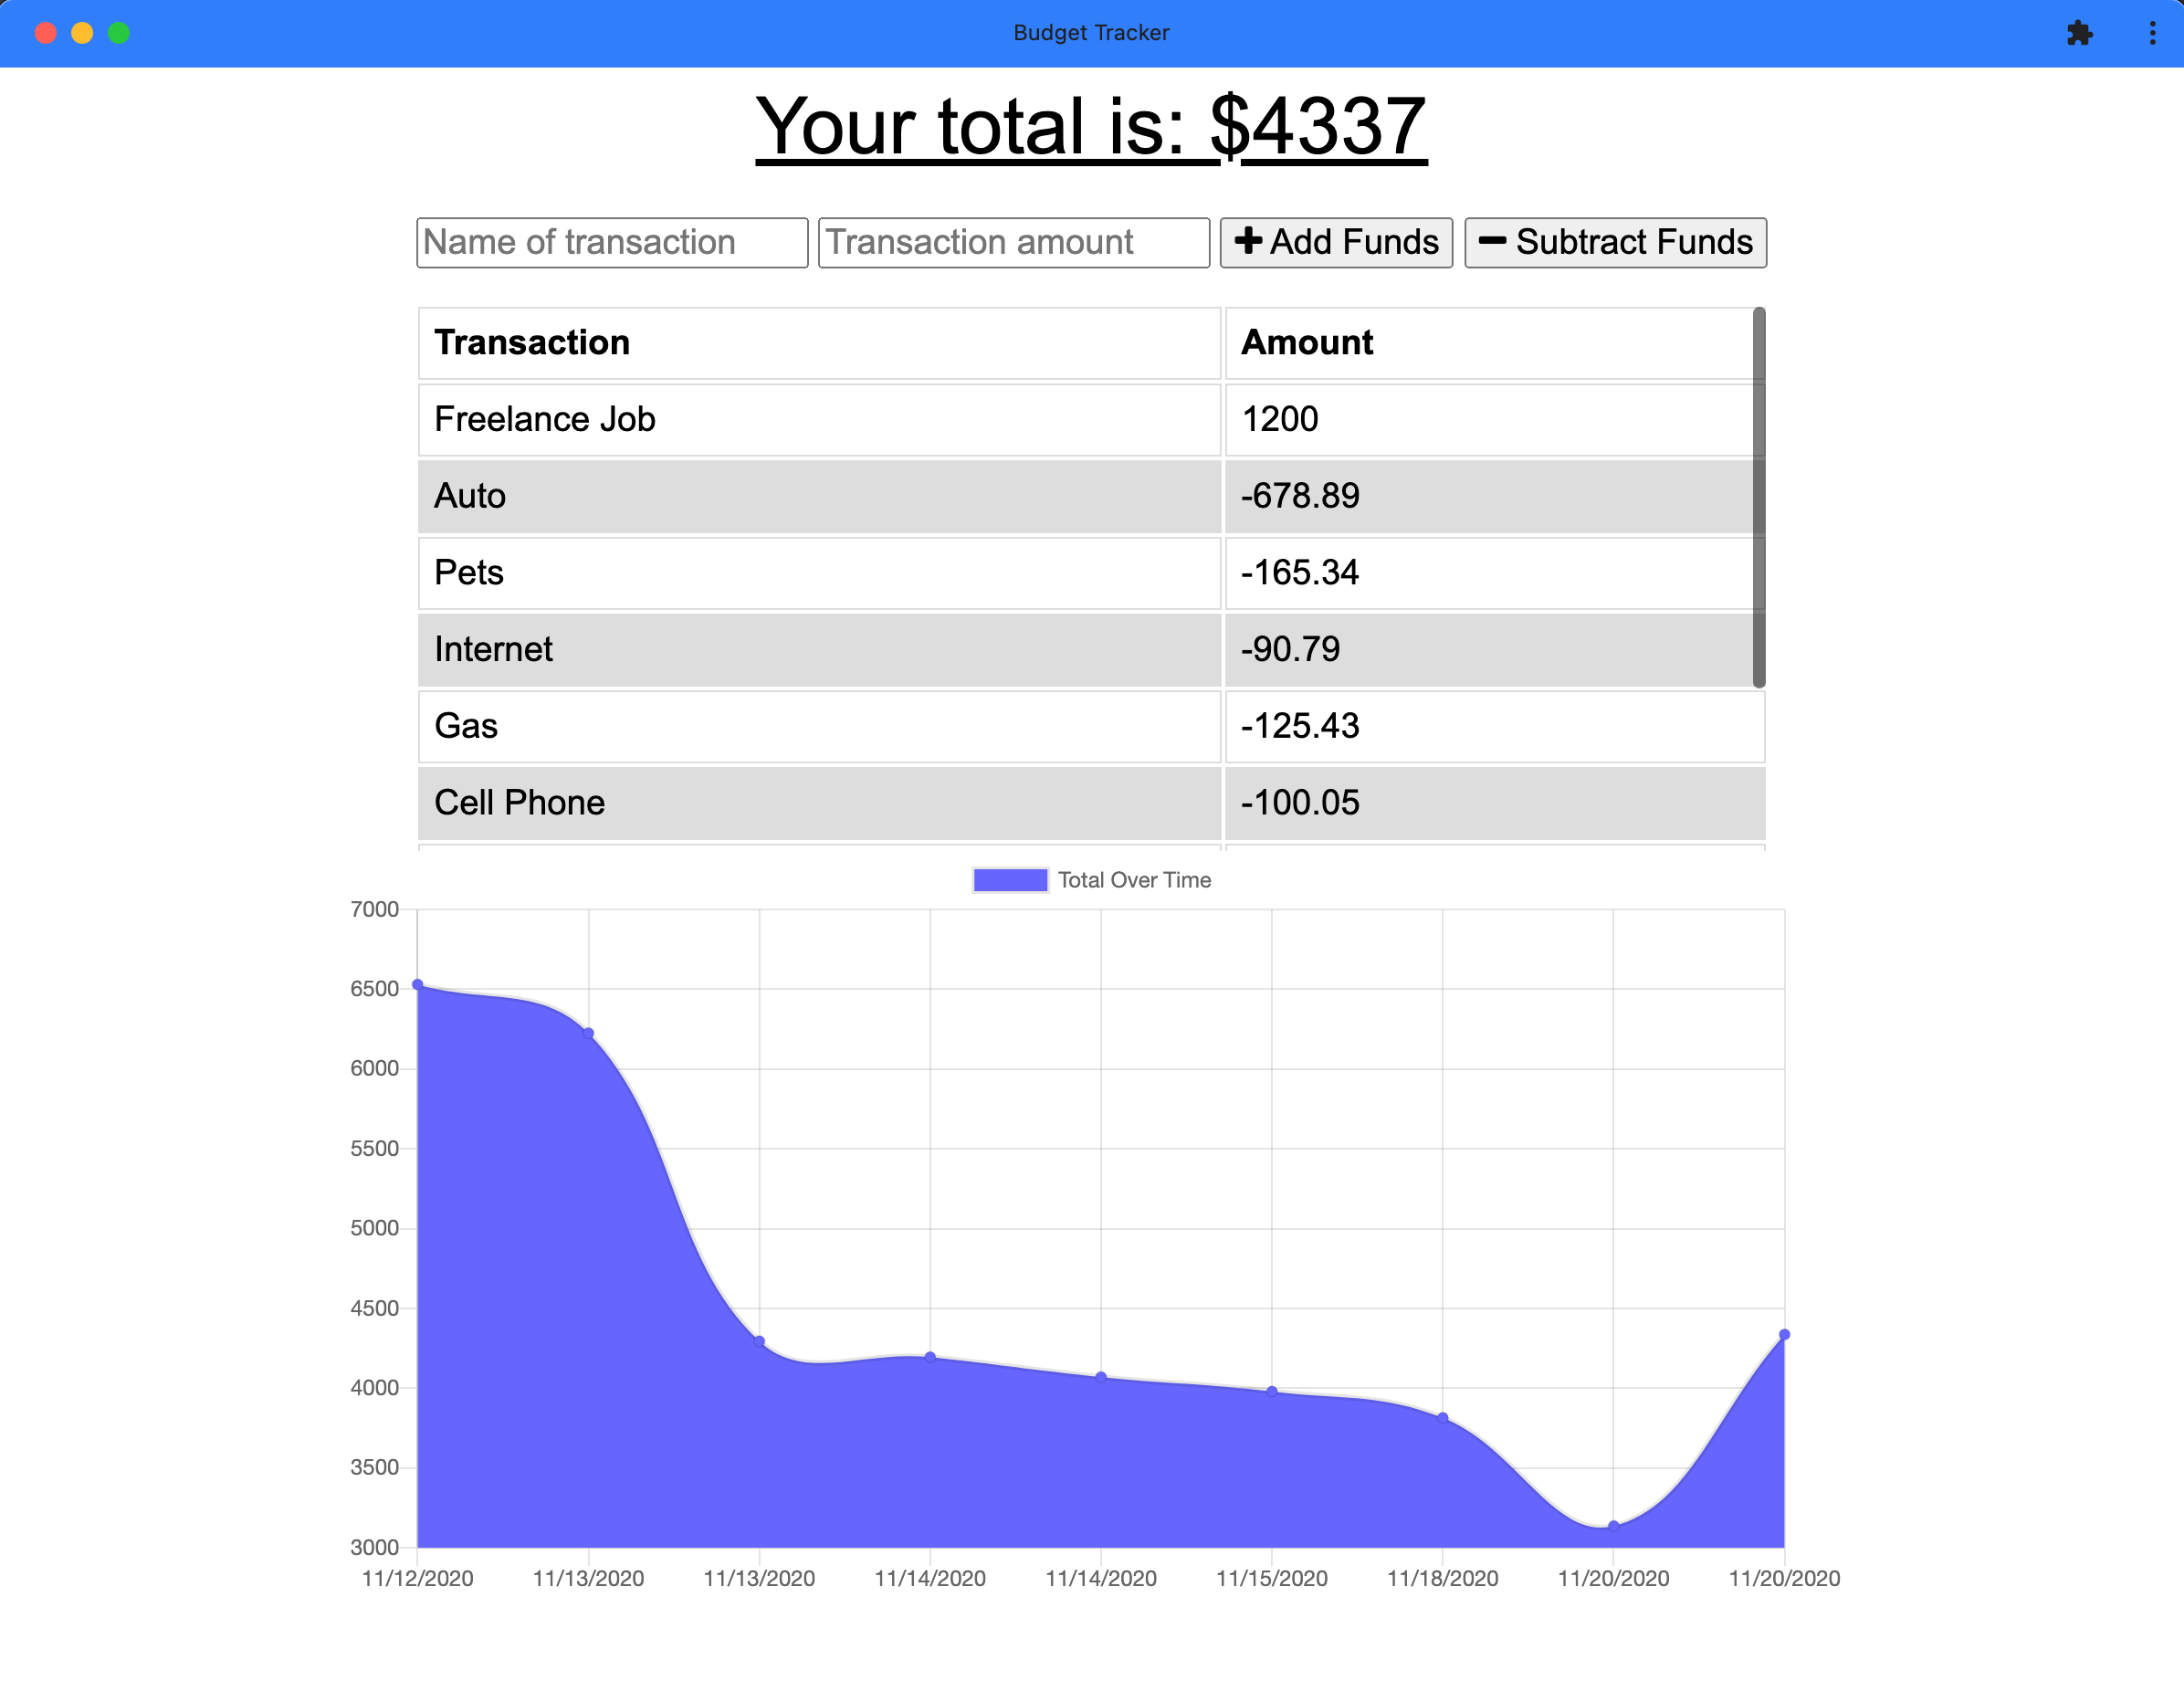 Budget Tracker
Your total is: $4337
Name of transaction Transaction amount Add Funds Subtract Funds
Transaction Amount
Freelance Job 1200
Auto -678.89
Pets -165.34
Internet -90.79
Gas -125.43
Cell Phone -100.05
Total Over Time
7000
6500
6000
5500
5000
4500
4000
3500
3000
11/12/2020 11/13/2020 11/13/2020 11/14/2020 11/14/2020 11/15/2020 11/18/2020 11/20/2020 11/20/2020